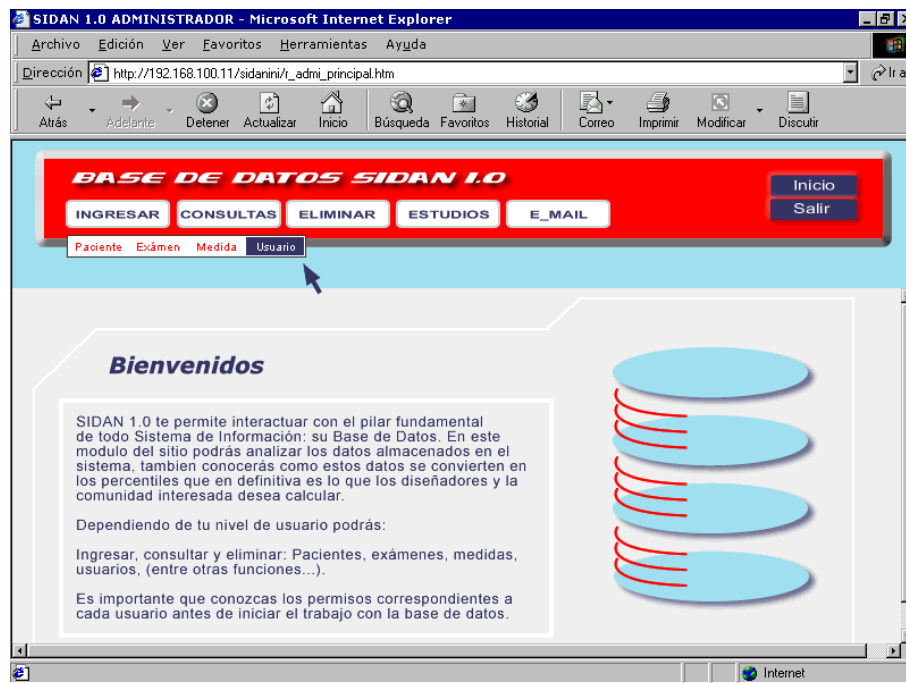 SIDAN 1.0 ADMINISTRADOR - Microsoft Internet Explorer
Archivo Edición Ver Favoritos Herramientas Ayuda
Dirección http://192.168.100.11/sidanini/r_admi_principal.htm Ir a
Atrás Adelante Detener Actualizar Inicio Búsqueda Favoritos Historial Correo Imprimir Modificar Discutir
BASE DE DATOS SIDAN 1.0
Inicio
Salir
INGRESAR CONSULTAS ELIMINAR ESTUDIOS E_MAIL
Paciente Exámen Medida Usuario
Bienvenidos
SIDAN 1.0 te permite interactuar con el pilar fundamental
de todo Sistema de Información: su Base de Datos. En este
modulo del sitio podrás analizar los datos almacenados en el
sistema, tambien conocerás como estos datos se convierten en
los percentiles que en definitiva es lo que los diseñadores y la
comunidad interesada desea calcular.
Dependiendo de tu nivel de usuario podrás:
Ingresar, consultar y eliminar: Pacientes, exámenes, medidas,
usuarios, (entre otras funciones...).
Es importante que conozcas los permisos correspondientes a
cada usuario antes de iniciar el trabajo con la base de datos.
Internet